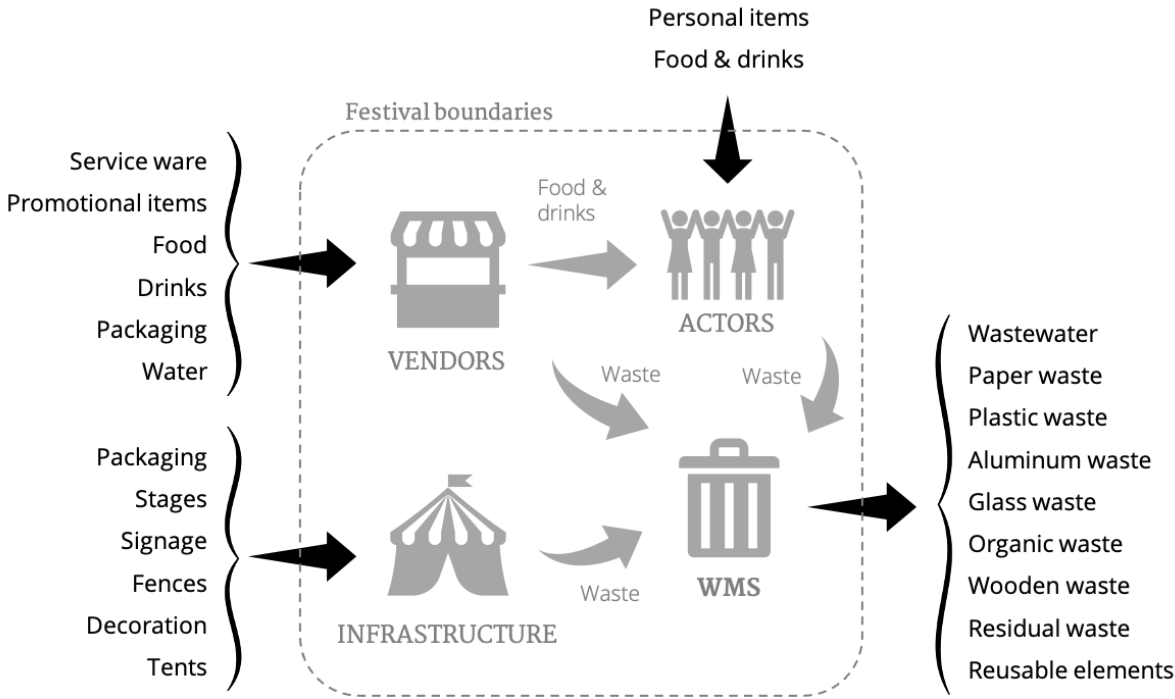 Personal items
Food & drinks
Festival boundaries
Service ware
Promotional items
Food
Drinks
Packaging
Water
Food &
drinks
VENDORS
ACTORS
Waste
Waste
Packaging
Stages
Signage
Fences
Decoration
Tents
INFRASTRUCTURE
Waste
WMS
Wastewater
Paper waste
Plastic waste
Aluminum waste
Glass waste
Organic waste
Wooden waste
Residual waste
Reusable elements